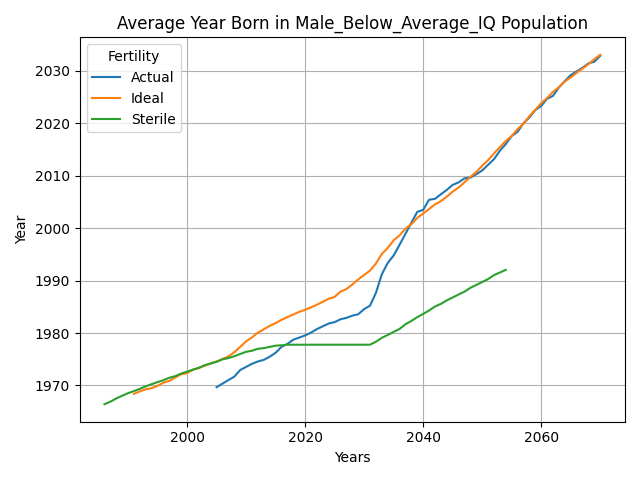 Average Year Born in Male_Below_Average_IQ Population
Fertility
Actual
Ideal
Sterile
2030
2020
2010
2000
1990
1980
1970
Year
2000
2020
2040
2060
Years